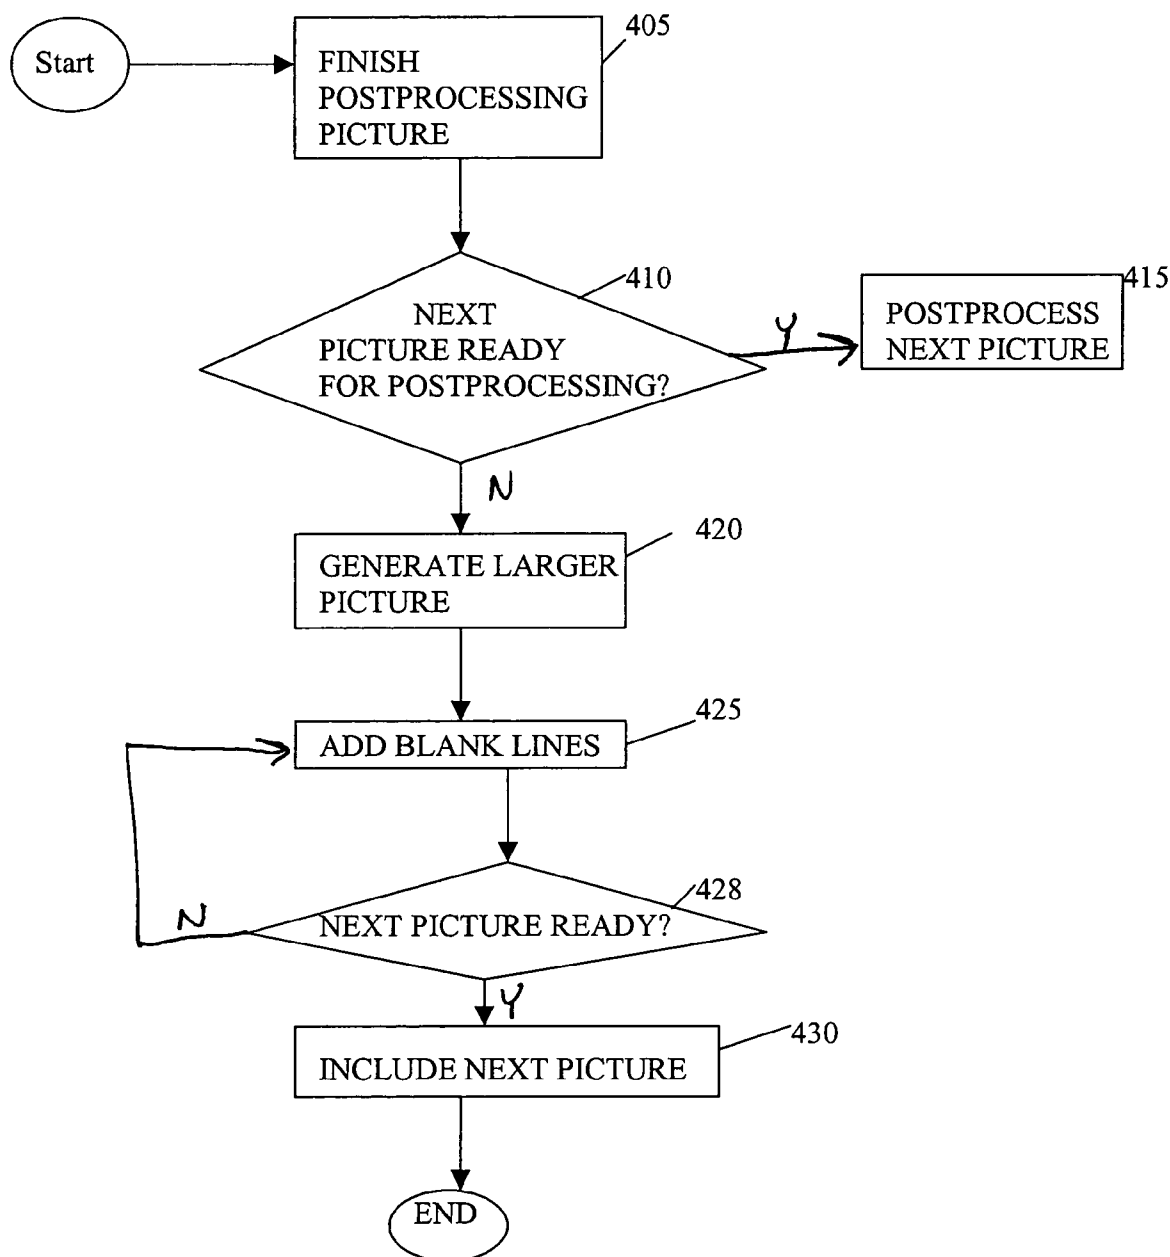 Start
405
FINISH
POSTPROCESSING
PICTURE
410
NEXT
PICTURE READY
FOR POSTPROCESSING?
Y
415
POSTPROCESS
NEXT PICTURE
N
420
GENERATE LARGER
PICTURE
425
ADD BLANK LINES
428
NEXT PICTURE READY?
N
Y
430
INCLUDE NEXT PICTURE
END